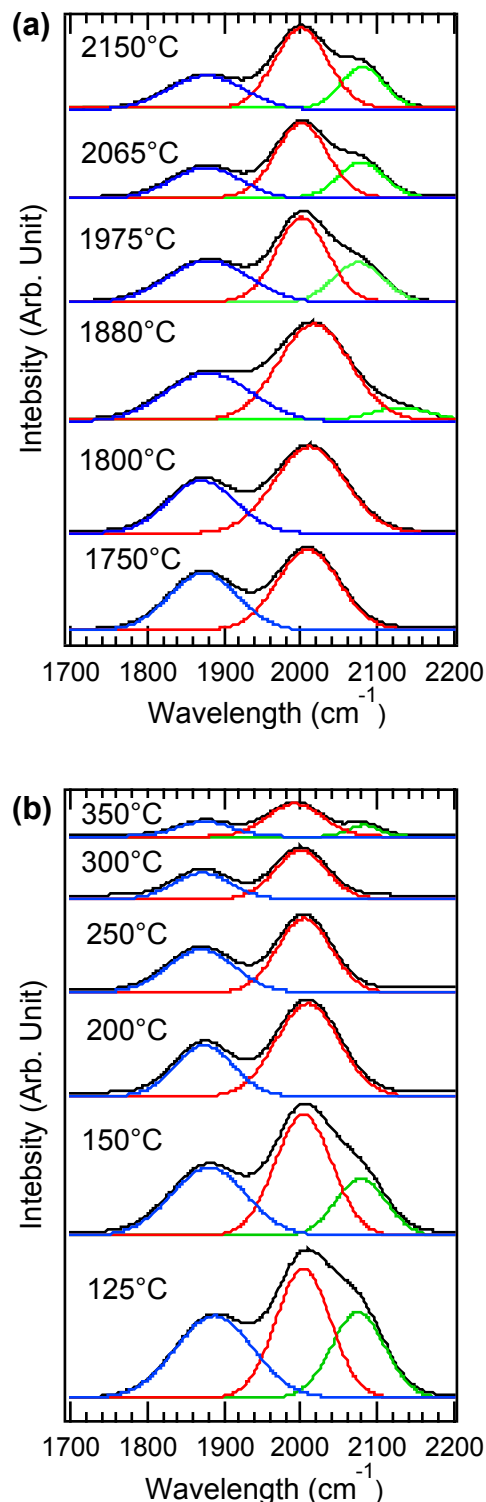 (a)
2150°C
2065°C
1975°C
1880°C
1800°C
1750°C
Intebsity (Arb. Unit)
1700 1800 1900 2000 2100 2200
Wavelength (cm-1)
(b)
350°C
300°C
250°C
200°C
150°C
125°C
Intebsity (Arb. Unit)
1700 1800 1900 2000 2100 2200
Wavelength (cm-1)